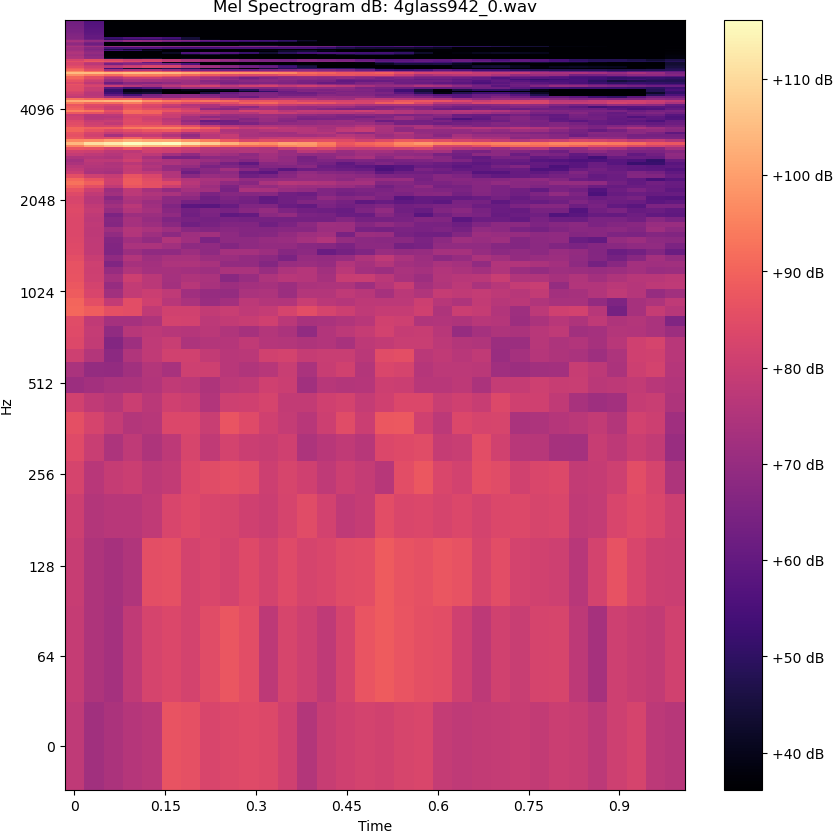 Mel Spectrogram dB: 4glass942_0.wav
4096
2048
1024
512
256
128
64
0
Hz
0 0.15 0.3 0.45 0.6 0.75 0.9
Time
+110 dB
+100 dB
+90 dB
+80 dB
+70 dB
+60 dB
+50 dB
+40 dB